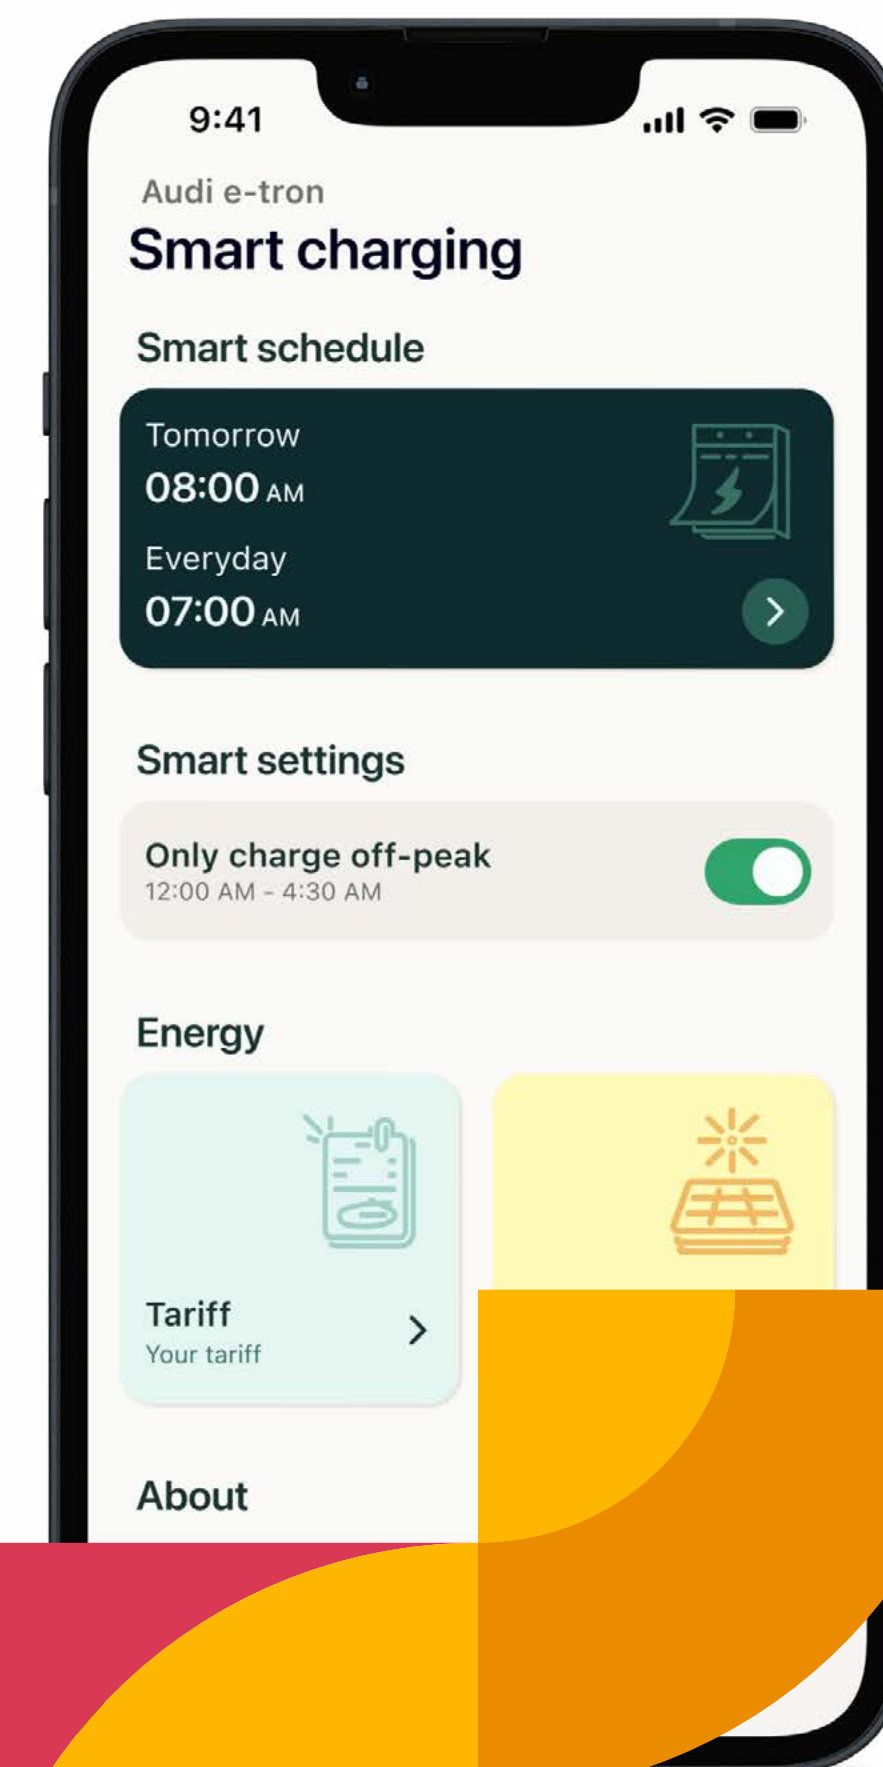 9:41
Audi e-tron
Smart charging
Smart schedule
Tomorrow
08:00 AM
Everyday
07:00 AM
Smart settings
Only charge off-peak
12:00 AM - 4:30 AM
Energy
Tariff
Your tariff
About